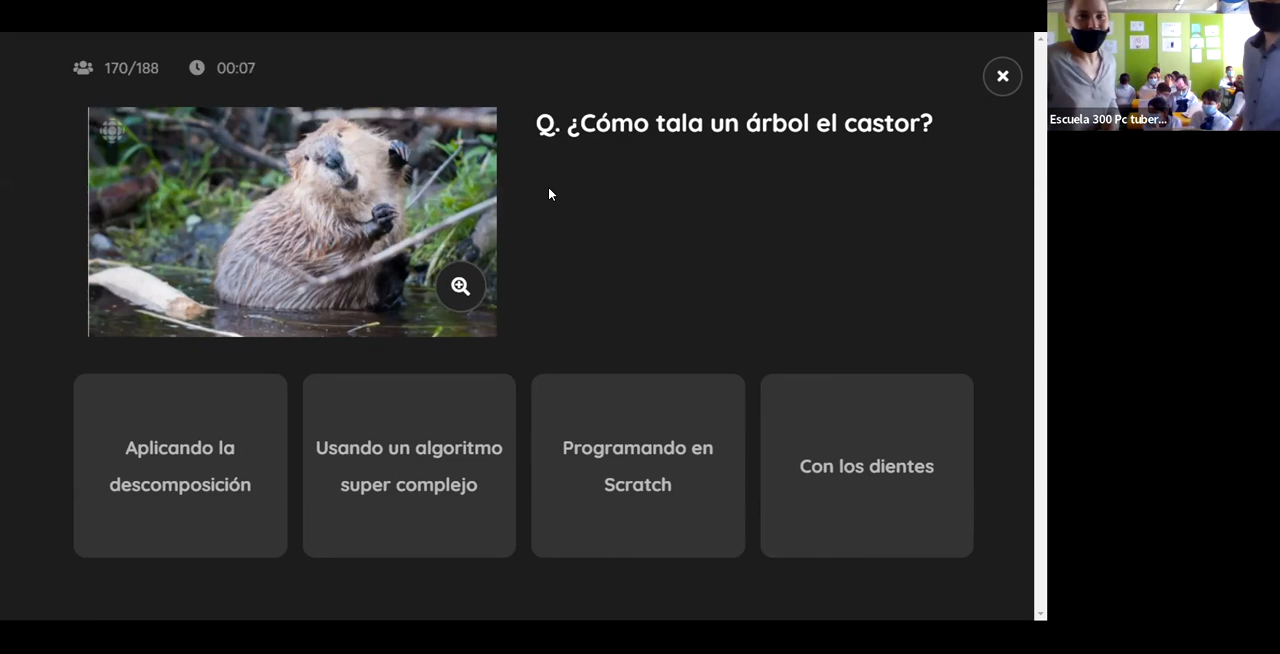 170/188
00:07
Q. ¿Cómo tala un árbol el castor?
Escuela 300 Pc tuber...
Aplicando la
descomposición
Usando un algoritmo
super complejo
Programando en
Scratch
Con los dientes